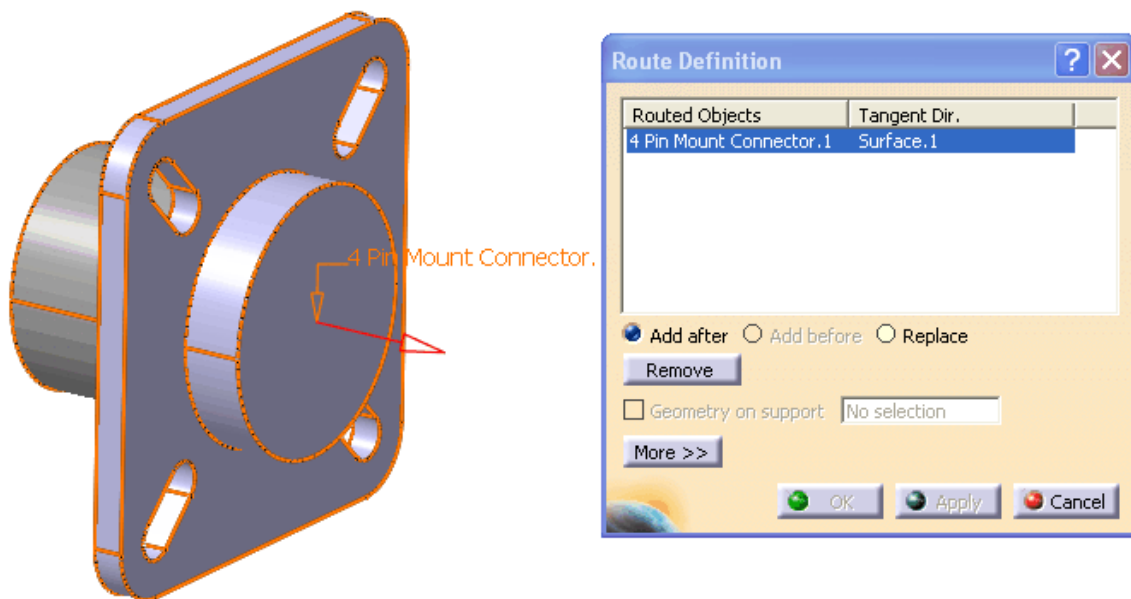 4 Pin Mount Connector.
Route Definition
?
Routed Objects Tangent Dir.
4 Pin Mount Connector.1 Surface.1
Add after Add before Replace
Remove
Geometry on support No selection
More >>
OK Apply Cancel